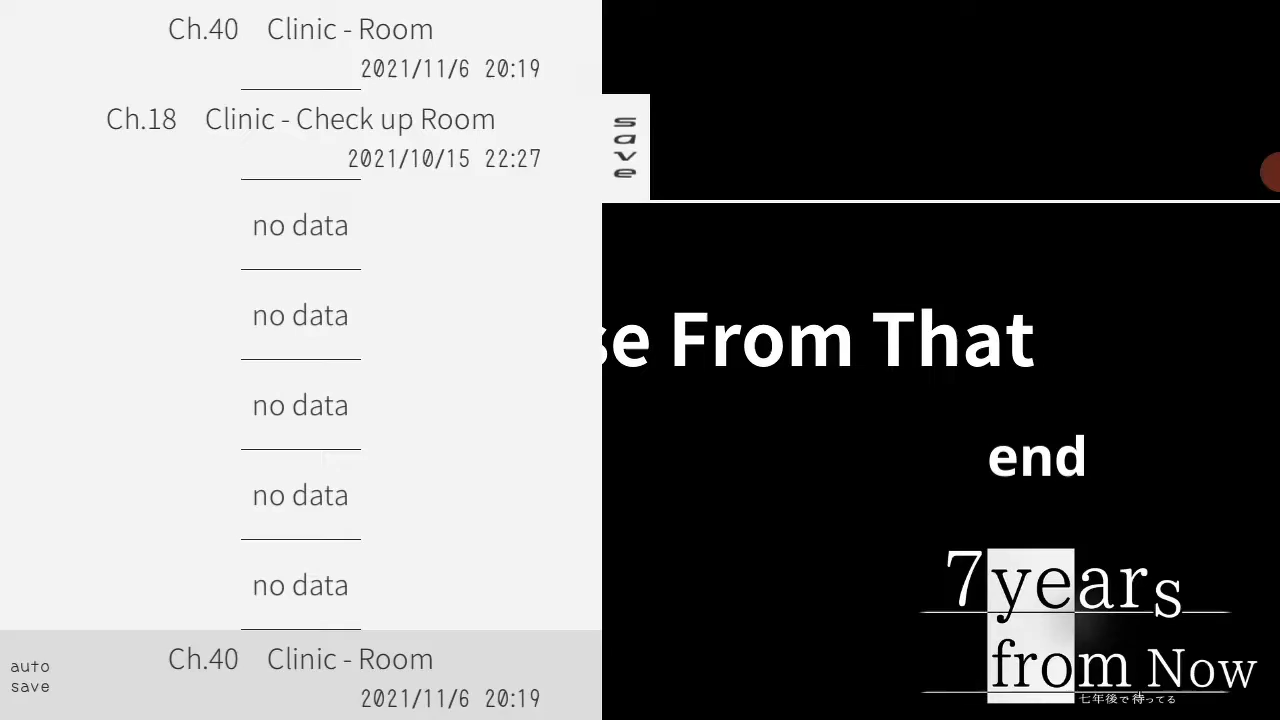 Ch.40 Clinic - Room
2021/11/6 20:19
Ch.18 Clinic - Check up Room
2021/10/15 22:27
no data
no data
no data
no data
no data
auto
save
Ch.40 Clinic - Room
2021/11/6 20:19
save
se From That
end
7years
from Now
七年後で待ってる